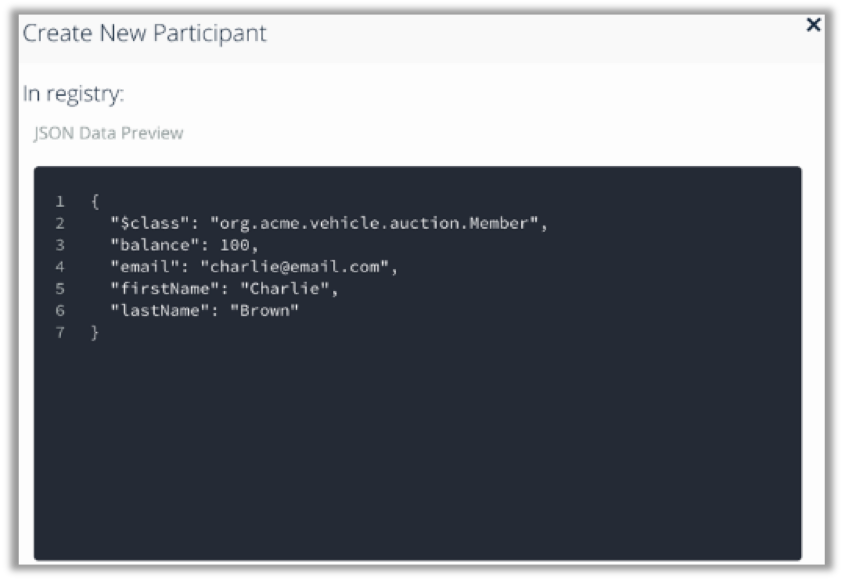 Create New Participant
In registry:
JSON Data Preview
1 {
2 "$class": "org.acme.vehicle.auction.Member",
3 "balance": 100,
4 "email": "charlie@email.com",
5 "firstName": "Charlie",
6 "lastName": "Brown"
7 }